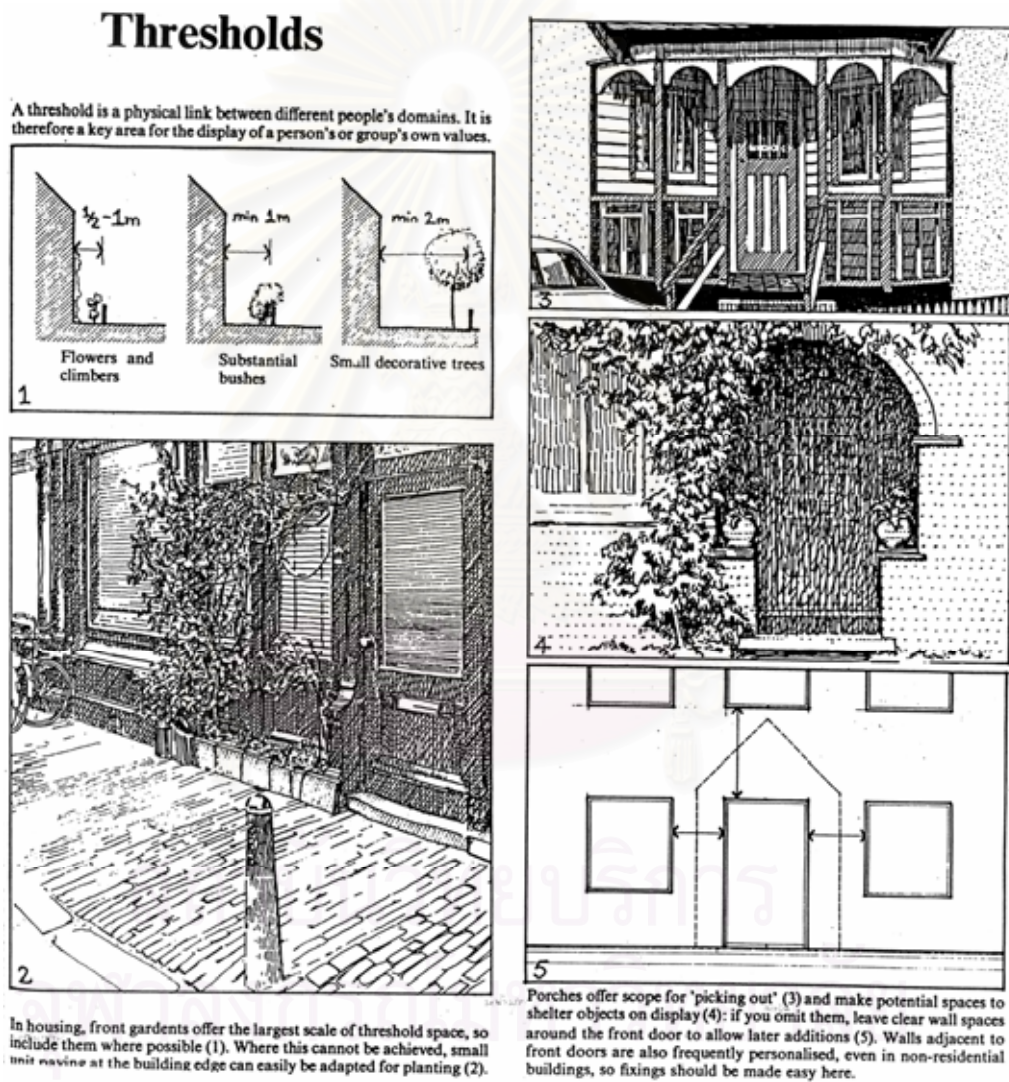 Thresholds
A threshold is a physical link between different people's domains. It is
therefore a key area for the display of a person's or group's own values.
½-1m
min 1m
min 2m
Flowers and
climbers
Substantial
bushes
Small decorative trees
1
2
In housing, front gardents offer the largest scale of threshold space, so
include them where possible (1). Where this cannot be achieved, small
unit paving at the building edge can easily be adapted for planting (2).
3
4
5
Porches offer scope for 'picking out' (3) and make potential spaces to
shelter objects on display (4): if you omit them, leave clear wall spaces
around the front door to allow later additions (5). Walls adjacent to
front doors are also frequently personalised, even in non-residential
buildings, so fixings should be made easy here.